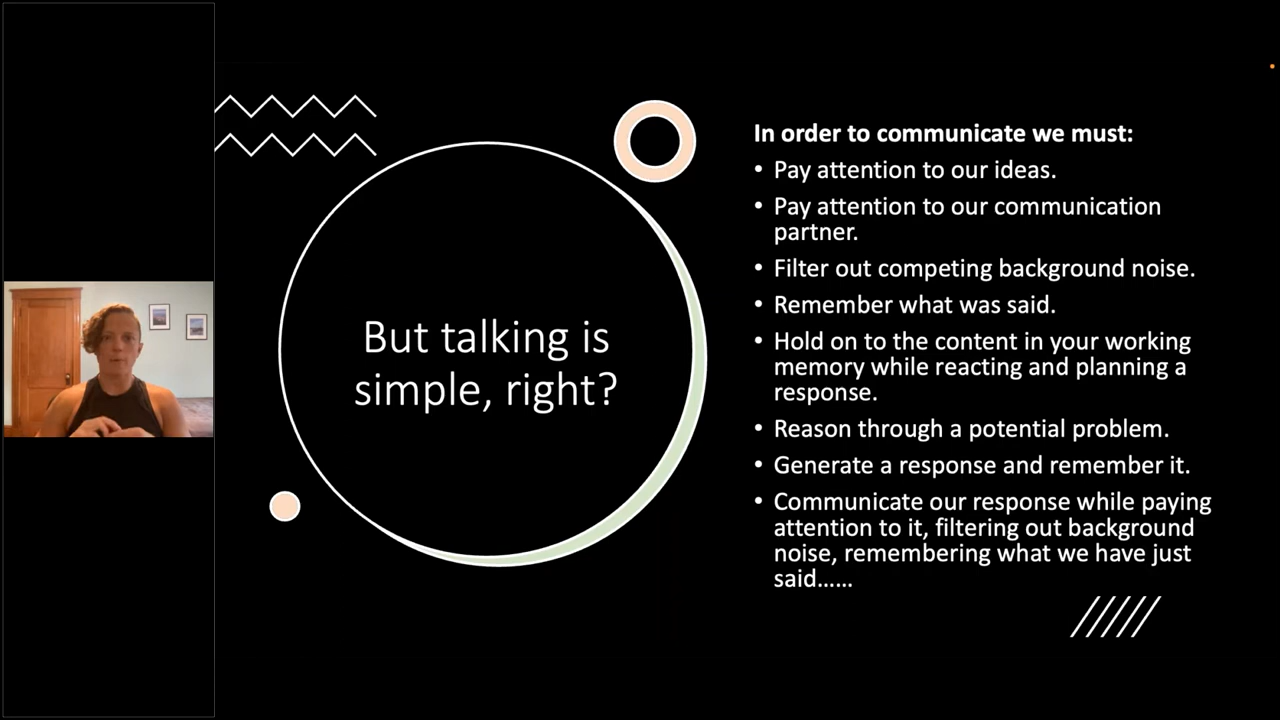 But talking is
simple, right?
In order to communicate we must:
• Pay attention to our ideas.
• Pay attention to our communication
partner.
• Filter out competing background noise.
• Remember what was said.
• Hold on to the content in your working
memory while reacting and planning a
response.
• Reason through a potential problem.
• Generate a response and remember it.
• Communicate our response while paying
attention to it, filtering out background
noise, remembering what we have just
said……